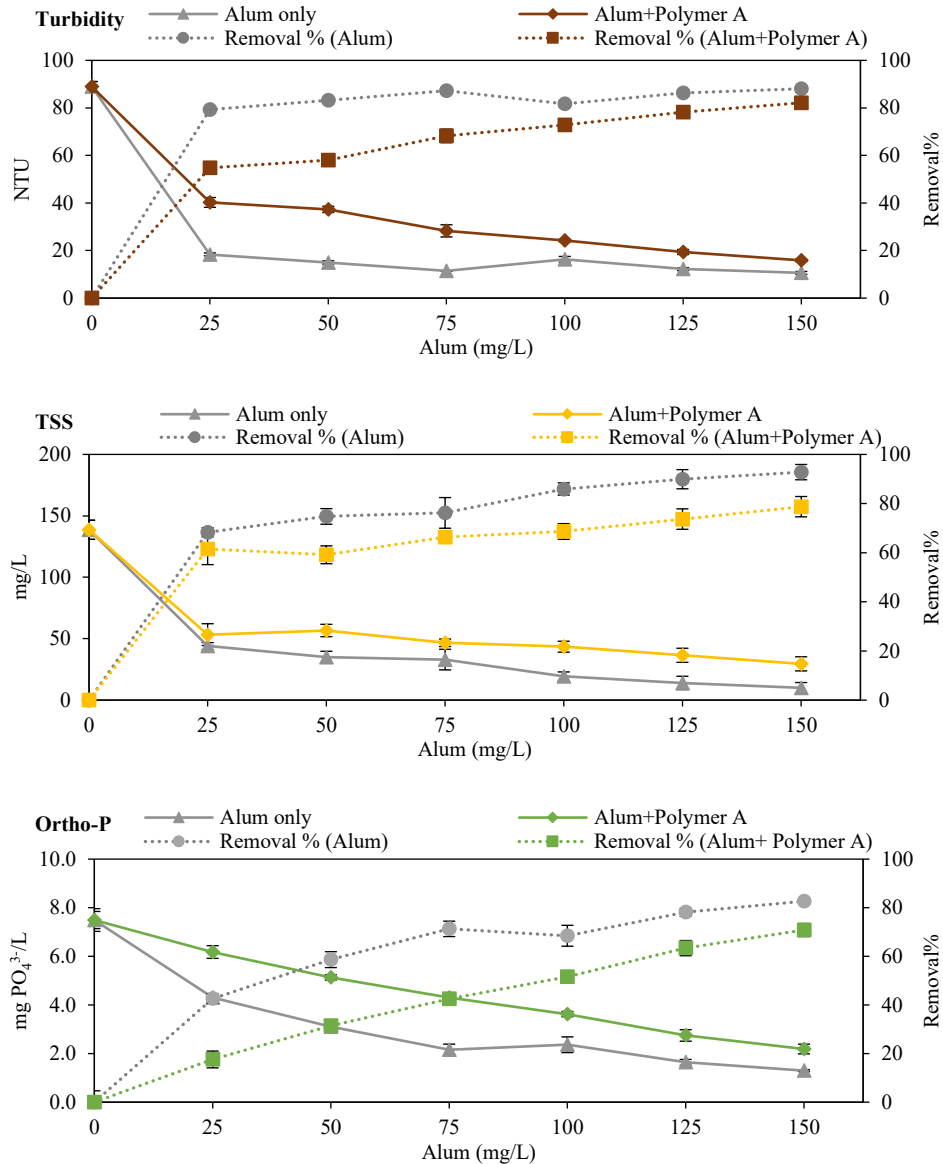 Turbidity
Alum only
Alum+Polymer A
Removal % (Alum)
Removal % (Alum+Polymer A)
100 100
80 80
60 60
40 40
20 20
0 0
NTU
Removal%
0 25 50 75 100 125 150
Alum (mg/L)
TSS
Alum only
Alum+Polymer A
Removal % (Alum)
Removal % (Alum+Polymer A)
200 100
80
150
60
100
40
50
20
0 0
mg/L
Removal%
0 25 50 75 100 125 150
Alum (mg/L)
Ortho-P
Alum only
Alum+Polymer A
Removal % (Alum)
Removal % (Alum+ Polymer A)
10.0 100
8.0 80
6.0 60
4.0 40
2.0 20
0.0 0
mg PO₄³⁻/L
Removal%
0 25 50 75 100 125 150
Alum (mg/L)